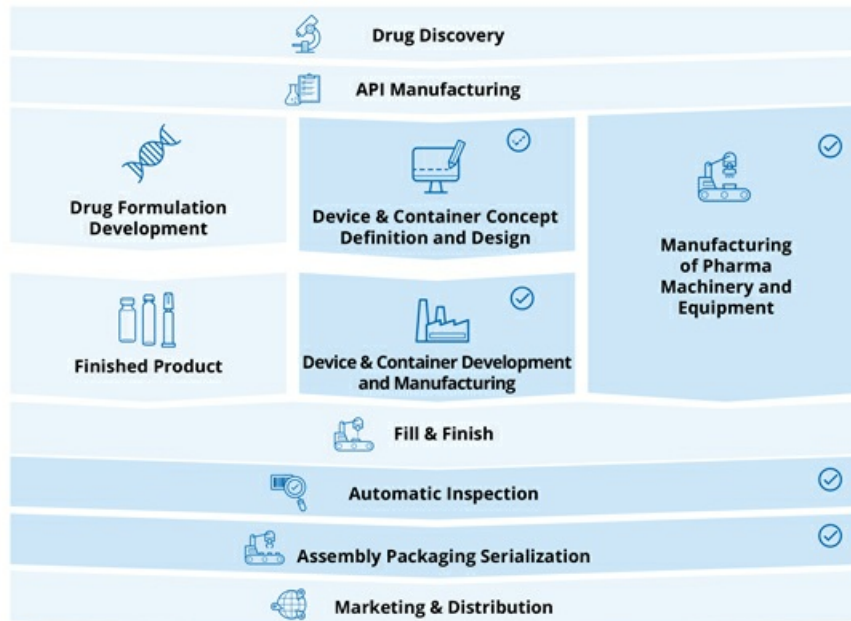 Drug Discovery
API Manufacturing
Drug Formulation
Development
Device & Container Concept
Definition and Design
Manufacturing
of Pharma
Machinery and
Equipment
Finished Product
Device & Container Development
and Manufacturing
Fill & Finish
Automatic Inspection
Assembly Packaging Serialization
Marketing & Distribution